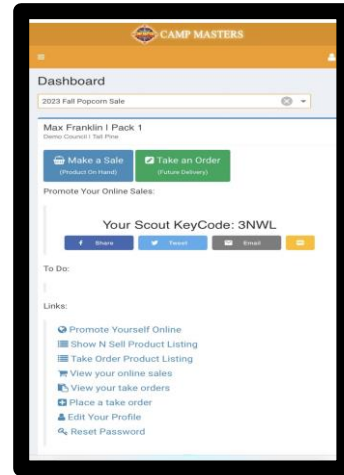 CAMP MASTERS
Dashboard
2023 Fall Popcorn Sale
Max Franklin | Pack 1
Demo Council | Tall Pine
Make a Sale
(Product On Hand)
Take an Order
(Future Delivery)
Promote Your Online Sales:
Your Scout KeyCode: 3NWL
Share Tweet Email
To Do:
Links:
Promote Yourself Online
Show N Sell Product Listing
Take Order Product Listing
View your online sales
View your take orders
Place a take order
Edit Your Profile
Reset Password